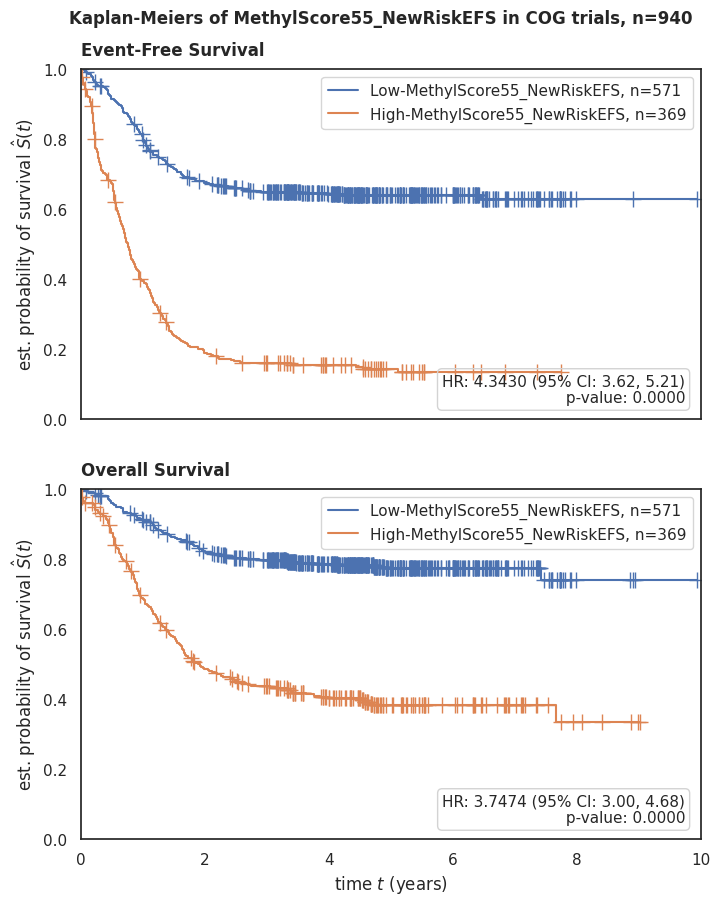 Kaplan-Meiers of MethylScore55_NewRiskEFS in COG trials, n=940
Event-Free Survival
1.0
0.8
0.6
0.4
0.2
0.0
est. probability of survival Ŝ(t)
Low-MethylScore55_NewRiskEFS, n=571
High-MethylScore55_NewRiskEFS, n=369
HR: 4.3430 (95% CI: 3.62, 5.21)
p-value: 0.0000
Overall Survival
1.0
0.8
0.6
0.4
0.2
0.0
est. probability of survival Ŝ(t)
Low-MethylScore55_NewRiskEFS, n=571
High-MethylScore55_NewRiskEFS, n=369
HR: 3.7474 (95% CI: 3.00, 4.68)
p-value: 0.0000
0 2 4 6 8 10
time t (years)